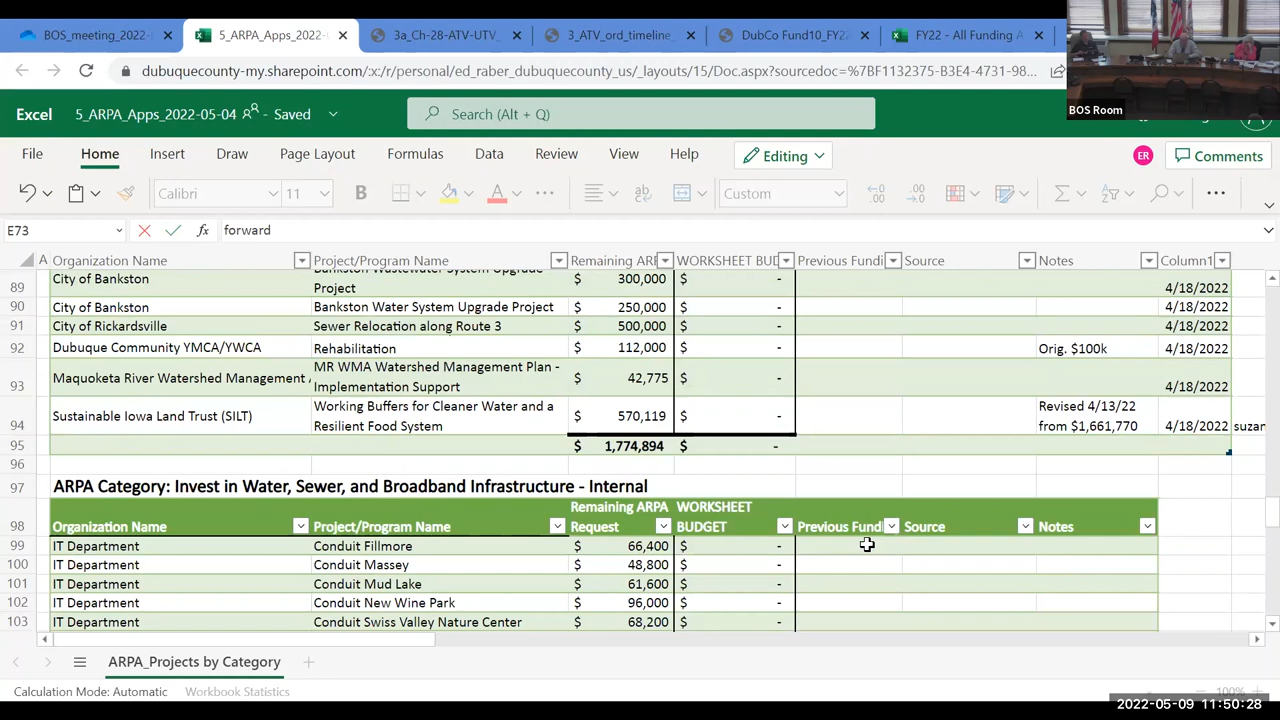 BOS_meeting_2022-
5_ARPA_Apps_2022-
3a_Ch-28-ATV-UTV
3_ATV_ord_timeline_
DubCo Fund10_FY22
FY22 - All Funding A
dubuquecounty-my.sharepoint.com/:x:/r/personal/ed_raber_dubuquecounty_us/_layouts/15/Doc.aspx?sourcedoc=%7BF1132375-B3E4-4731-98...
BOS Room
Excel
5_ARPA_Apps_2022-05-04 - Saved
Search (Alt + Q)
File Home Insert Draw Page Layout Formulas Data Review View Help Editing ER Comments
Calibri 11 B A ab Custom
E73 fx forward
A Organization Name Project/Program Name Remaining ARP WORKSHEET BUD Previous Fundi Source Notes Column1
89 City of Bankston Bankston Wastewater System Upgrade Project $ 300,000 $ - 4/18/2022
90 City of Bankston Bankston Water System Upgrade Project $ 250,000 $ - 4/18/2022
91 City of Rickardsville Sewer Relocation along Route 3 $ 500,000 $ - 4/18/2022
92 Dubuque Community YMCA/YWCA Rehabilitation $ 112,000 $ - Orig. $100k 4/18/2022
93 Maquoketa River Watershed Management MR WMA Watershed Management Plan - Implementation Support $ 42,775 $ - 4/18/2022
94 Sustainable Iowa Land Trust (SILT) Working Buffers for Cleaner Water and a Resilient Food System $ 570,119 $ - Revised 4/13/22 from $1,661,770 4/18/2022 suzan
95 $ 1,774,894 $ -
96
97 ARPA Category: Invest in Water, Sewer, and Broadband Infrastructure - Internal
98 Organization Name Project/Program Name Remaining ARPA Request WORKSHEET BUDGET Previous Fundi Source Notes
99 IT Department Conduit Fillmore $ 66,400 $ -
100 IT Department Conduit Massey $ 48,800 $ -
101 IT Department Conduit Mud Lake $ 61,600 $ -
102 IT Department Conduit New Wine Park $ 96,000 $ -
103 IT Department Conduit Swiss Valley Nature Center $ 68,200 $ -
ARPA_Projects by Category
Calculation Mode: Automatic Workbook Statistics 100%
2022-05-09 11:50:28